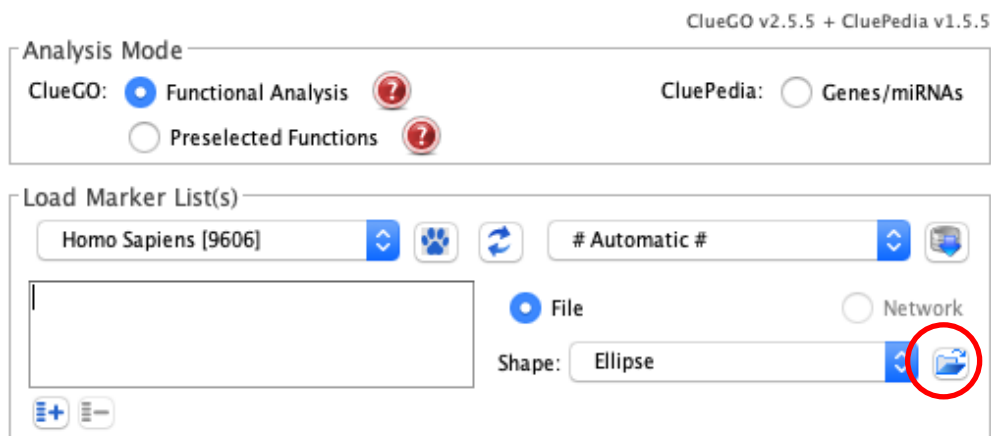 ClueGO v2.5.5 + CluePedia v1.5.5
Analysis Mode
ClueGO: Functional Analysis ? CluePedia: Genes/miRNAs
Preselected Functions ?
Load Marker List(s)
Homo Sapiens [9606] # Automatic #
File Network
Shape: Ellipse